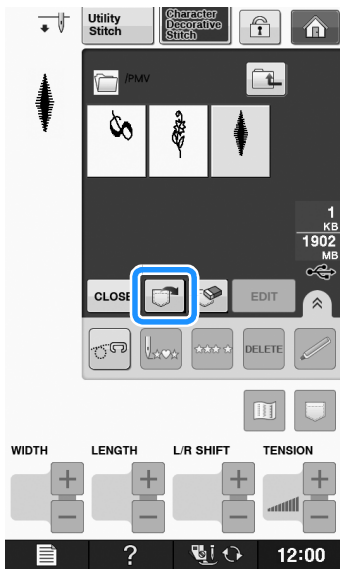 Utility
Stitch
Character
Decorative
Stitch
/PMV
1
KB
1902
MB
CLOSE
EDIT
DELETE
WIDTH
LENGTH
L/R SHIFT
TENSION
?
12:00